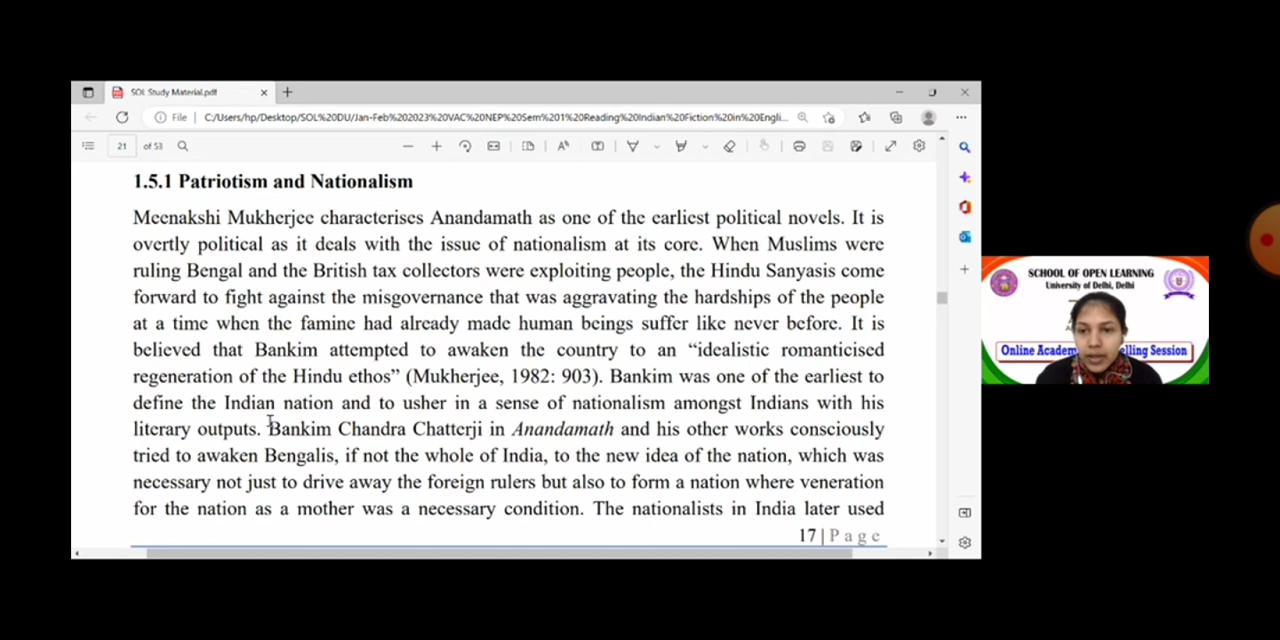 SOL Study Material.pdf
File
C:/Users/hp/Desktop/SOL%20DU/Jan-Feb%202023%20VAC%20NEP%20Sem%201%20Reading%20Indian%20Fiction%20in%20Engli...
21 of 53
1.5.1 Patriotism and Nationalism
Meenakshi Mukherjee characterises Anandamath as one of the earliest political novels. It is
overtly political as it deals with the issue of nationalism at its core. When Muslims were
ruling Bengal and the British tax collectors were exploiting people, the Hindu Sanyasis come
forward to fight against the misgovernance that was aggravating the hardships of the people
at a time when the famine had already made human beings suffer like never before. It is
believed that Bankim attempted to awaken the country to an “idealistic romanticised
regeneration of the Hindu ethos” (Mukherjee, 1982: 903). Bankim was one of the earliest to
define the Indian nation and to usher in a sense of nationalism amongst Indians with his
literary outputs. Bankim Chandra Chatterji in Anandamath and his other works consciously
tried to awaken Bengalis, if not the whole of India, to the new idea of the nation, which was
necessary not just to drive away the foreign rulers but also to form a nation where veneration
for the nation as a mother was a necessary condition. The nationalists in India later used
17 | Page
SCHOOL OF OPEN LEARNING
University of Delhi, Delhi
Online Academ elling Session